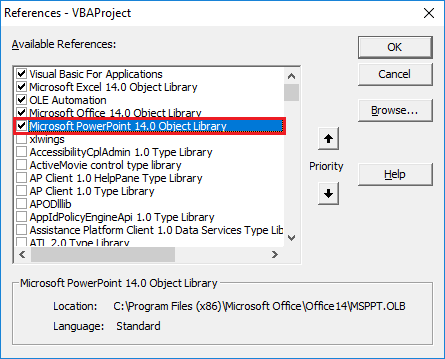 References - VBAProject
Available References:
OK
Visual Basic For Applications
Microsoft Excel 14.0 Object Library
OLE Automation
Microsoft Office 14.0 Object Library
Microsoft PowerPoint 14.0 Object Library
xlwings
AccessibilityCplAdmin 1.0 Type Library
ActiveMovie control type library
AP Client 1.0 HelpPane Type Library
AP Client 1.0 Type Library
APODlllib
AppIdPolicyEngineApi 1.0 Type Library
Assistance Platform Client 1.0 Data Services Type Lib
ATL 2.0 Type Library
Cancel
Browse...
Priority
Help
Microsoft PowerPoint 14.0 Object Library
Location: C:\Program Files (x86)\Microsoft Office\Office14\MSPPT.OLB
Language: Standard